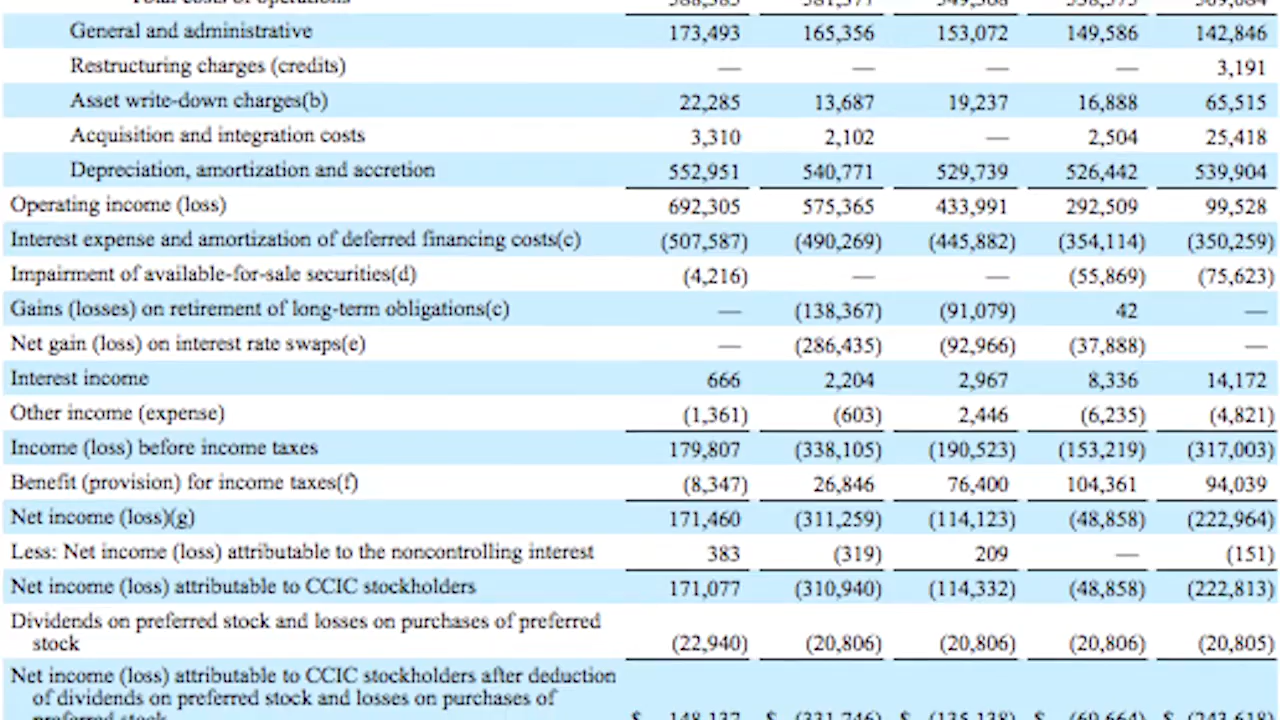 General and administrative 173,493 165,356 153,072 149,586 142,846
Restructuring charges (credits) — — — — 3,191
Asset write-down charges(b) 22,285 13,687 19,237 16,888 65,515
Acquisition and integration costs 3,310 2,102 — 2,504 25,418
Depreciation, amortization and accretion 552,951 540,771 529,739 526,442 539,904
Operating income (loss) 692,305 575,365 433,991 292,509 99,528
Interest expense and amortization of deferred financing costs(c) (507,587) (490,269) (445,882) (354,114) (350,259)
Impairment of available-for-sale securities(d) (4,216) — — (55,869) (75,623)
Gains (losses) on retirement of long-term obligations(c) — (138,367) (91,079) 42 —
Net gain (loss) on interest rate swaps(e) — (286,435) (92,966) (37,888) —
Interest income 666 2,204 2,967 8,336 14,172
Other income (expense) (1,361) (603) 2,446 (6,235) (4,821)
Income (loss) before income taxes 179,807 (338,105) (190,523) (153,219) (317,003)
Benefit (provision) for income taxes(f) (8,347) 26,846 76,400 104,361 94,039
Net income (loss)(g) 171,460 (311,259) (114,123) (48,858) (222,964)
Less: Net income (loss) attributable to the noncontrolling interest 383 (319) 209 — (151)
Net income (loss) attributable to CCIC stockholders 171,077 (310,940) (114,332) (48,858) (222,813)
Dividends on preferred stock and losses on purchases of preferred
stock (22,940) (20,806) (20,806) (20,806) (20,805)
Net income (loss) attributable to CCIC stockholders after deduction
of dividends on preferred stock and losses on purchases of